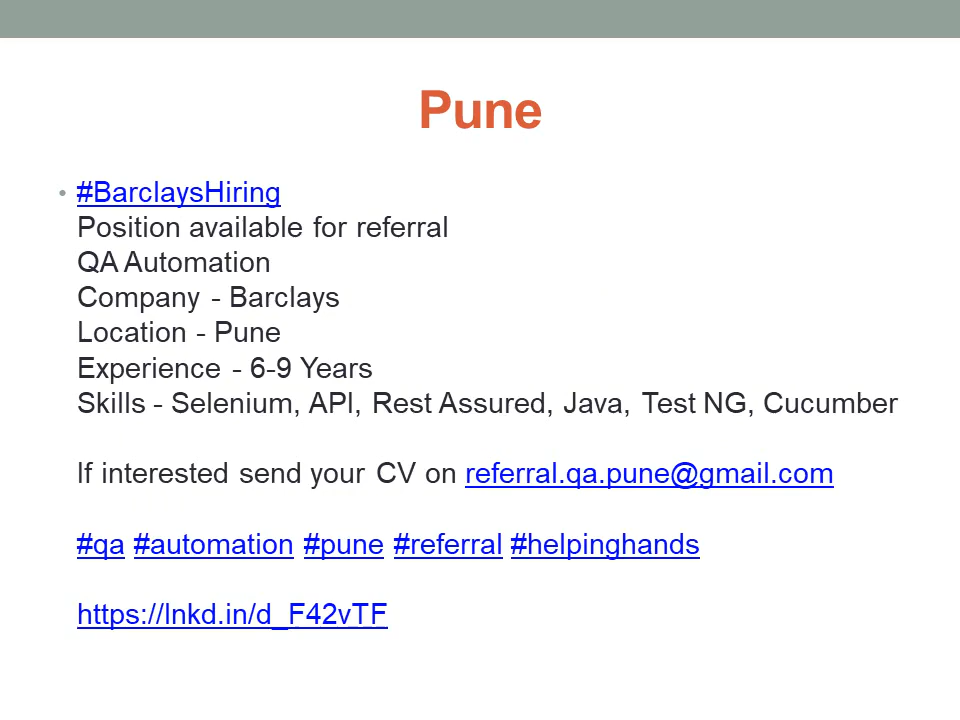 Pune
• #BarclaysHiring
Position available for referral
QA Automation
Company - Barclays
Location - Pune
Experience - 6-9 Years
Skills - Selenium, API, Rest Assured, Java, Test NG, Cucumber
If interested send your CV on referral.qa.pune@gmail.com
#qa #automation #pune #referral #helpinghands
https://lnkd.in/d_F42vTF